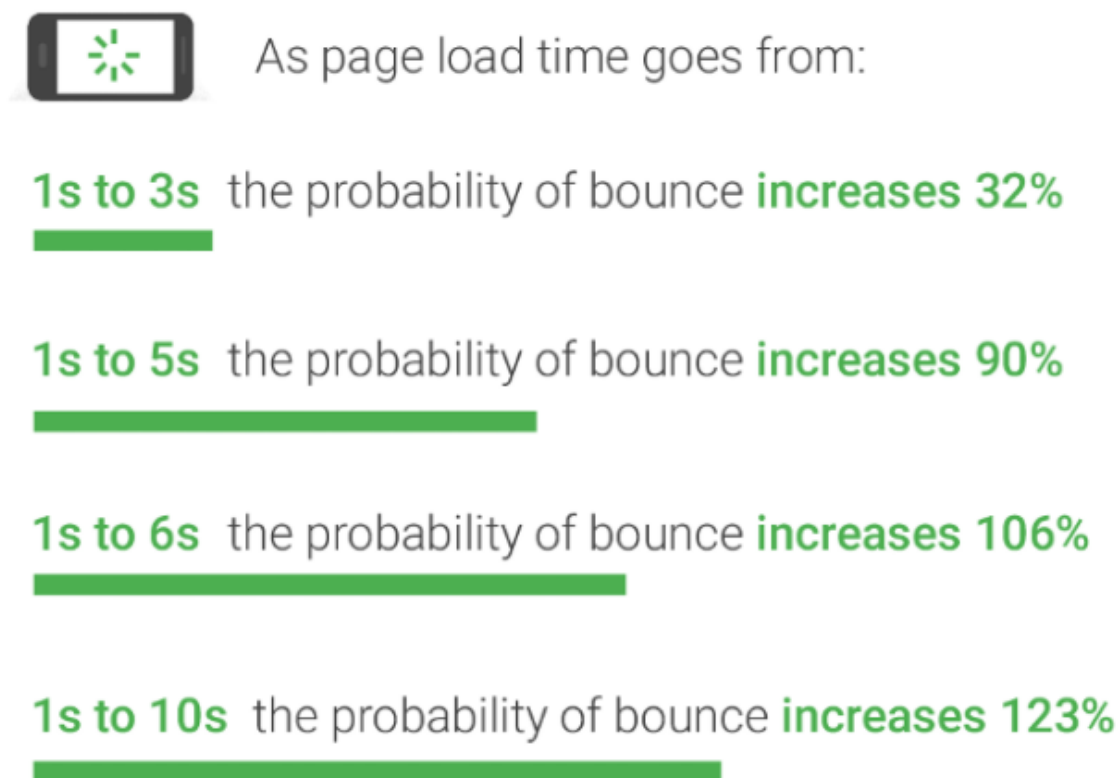 As page load time goes from:
1s to 3s the probability of bounce increases 32%
1s to 5s the probability of bounce increases 90%
1s to 6s the probability of bounce increases 106%
1s to 10s the probability of bounce increases 123%